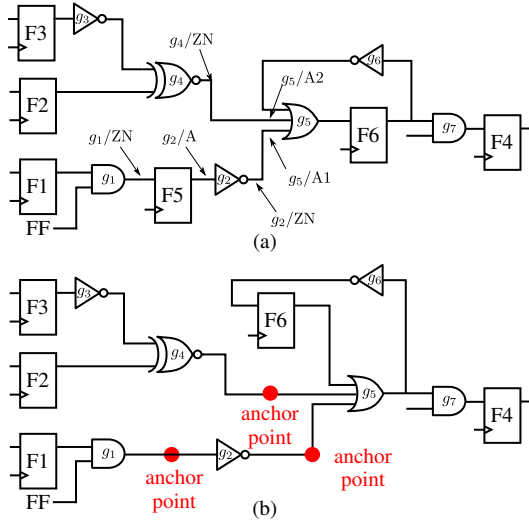 F3
g3
g4/ZN
g6
F2
g4
g5/A2
g5
F6
g7
F4
g1/ZN
g2/A
F1
g1
F5
g2
g5/A1
FF
g2/ZN
(a)
F3
g3
g6
F6
F2
g4
g5
g7
F4
anchor
point
F1
g1
g2
anchor
point
anchor
point
FF
(b)